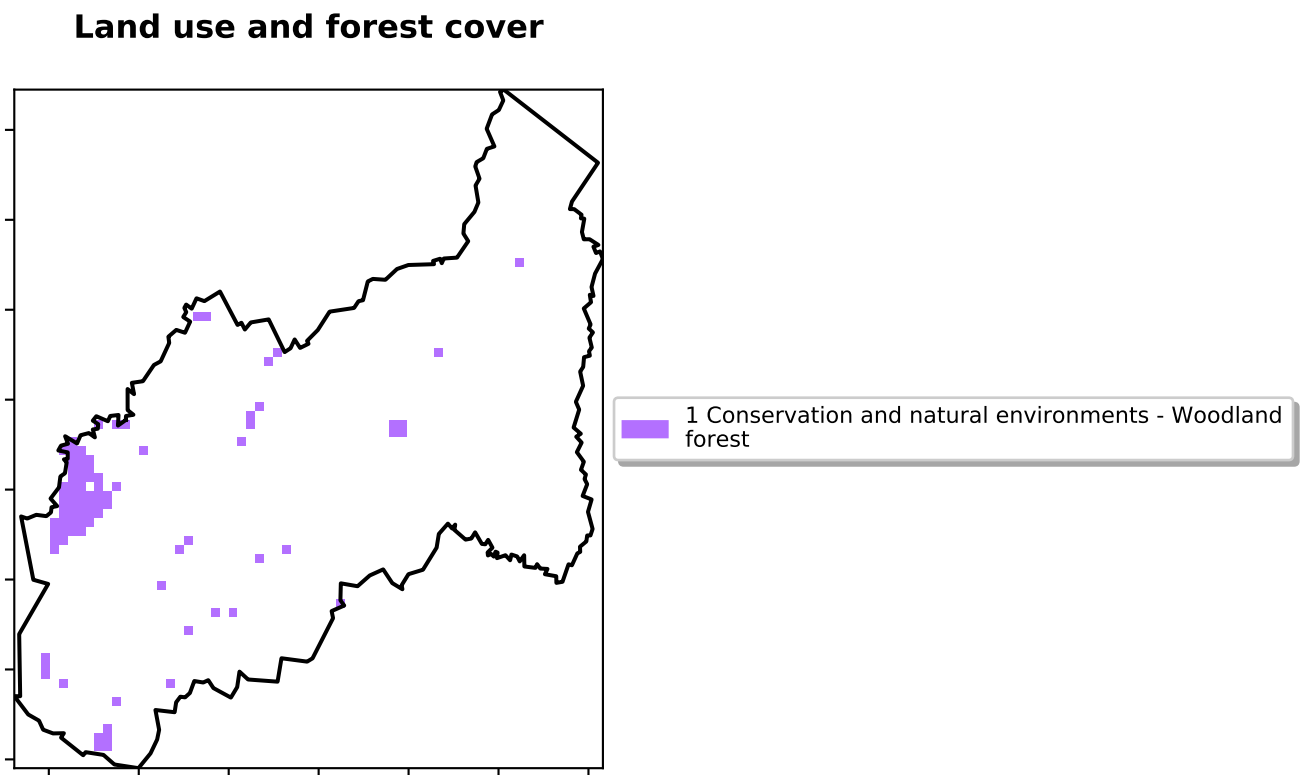 Land use and forest cover
1 Conservation and natural environments - Woodland
forest